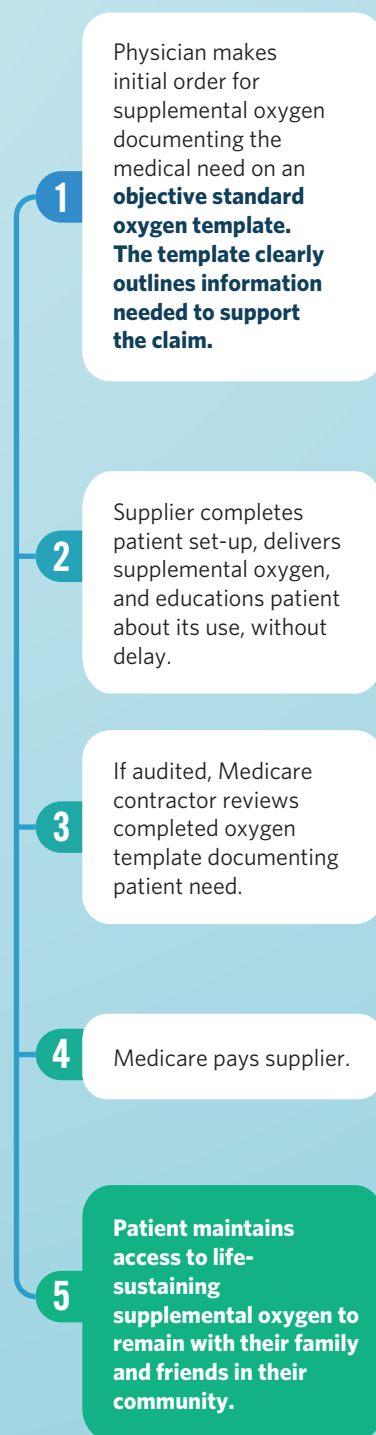 1
Physician makes
initial order for
supplemental oxygen
documenting the
medical need on an
objective standard
oxygen template.
The template clearly
outlines information
needed to support
the claim.
2
Supplier completes
patient set-up, delivers
supplemental oxygen,
and educations patient
about its use, without
delay.
3
If audited, Medicare
contractor reviews
completed oxygen
template documenting
patient need.
4
Medicare pays supplier.
5
Patient maintains
access to life-
sustaining
supplemental oxygen to
remain with their family
and friends in their
community.